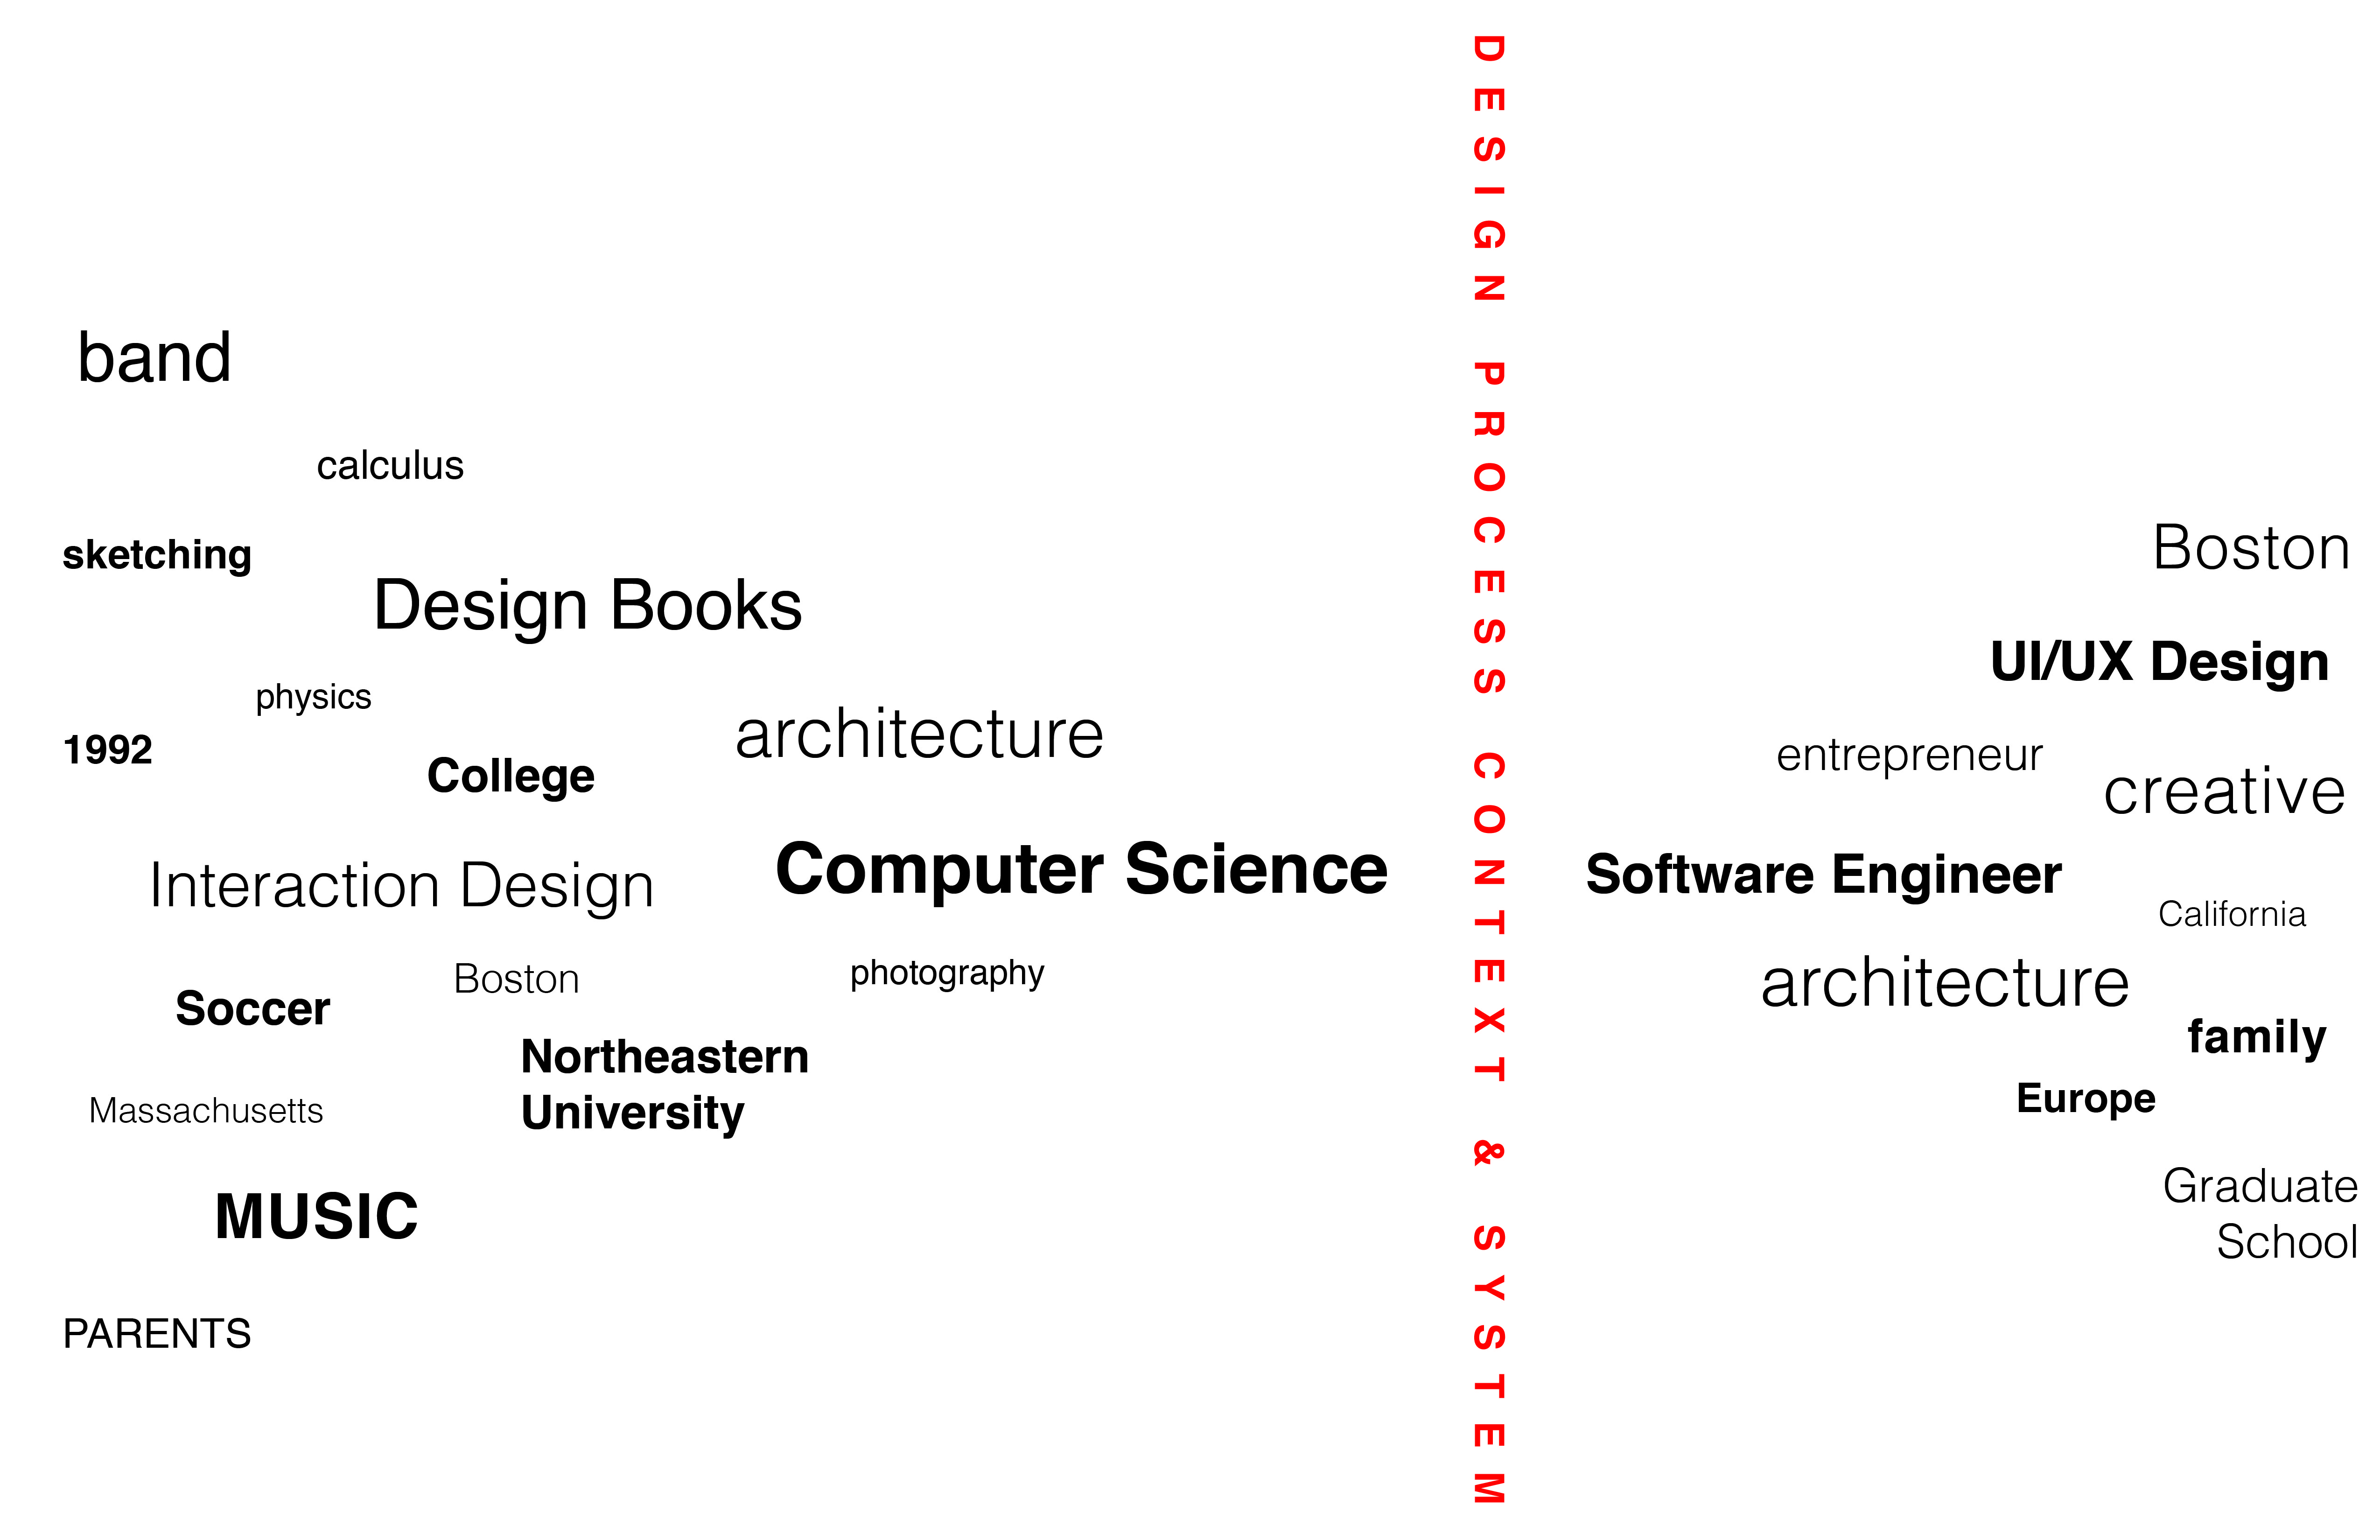 band
calculus
sketching
Design Books
physics
1992
College
architecture
Interaction Design
Computer Science
Boston
photography
Soccer
Northeastern
University
Massachusetts
MUSIC
PARENTS
DESIGN PROCESS CONTEXT & SYSTEM
Boston
UI/UX Design
entrepreneur
creative
Software Engineer
California
architecture
family
Europe
Graduate
School